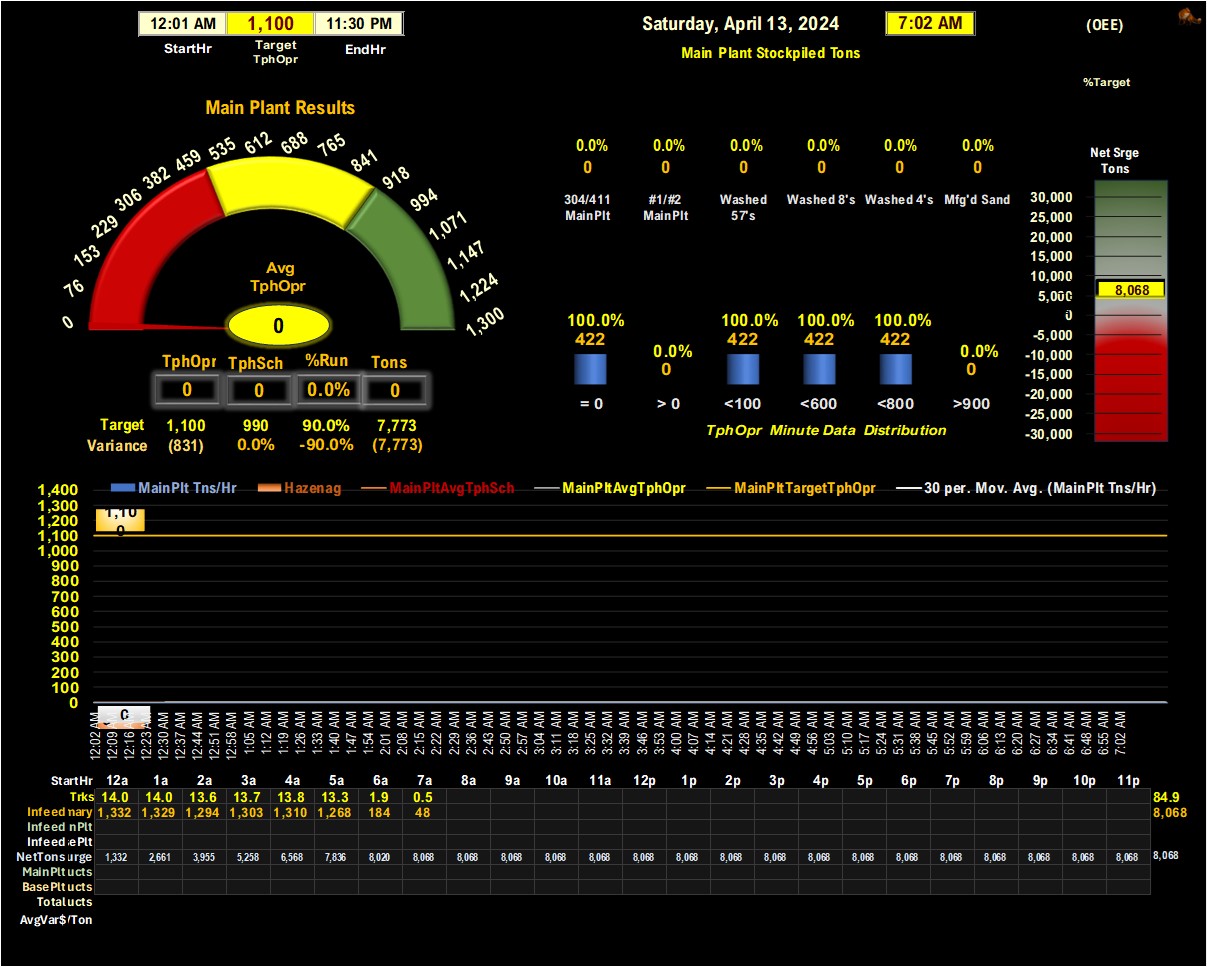 12:01 AM 1,100 11:30 PM
StartHr Target TphOpr EndHr
Saturday, April 13, 2024 7:02 AM (OEE)
Main Plant Stockpiled Tons
%Target
Main Plant Results
0 76 153 229 306 382 459 535 612 688 765 841 918 994 1,071 1,147 1,224 1,300
Avg
TphOpr
0
TphOpr TphSch %Run Tons
0 0 0.0% 0
Target 1,100 990 90.0% 7,773
Variance (831) 0.0% -90.0% (7,773)
0.0% 0.0% 0.0% 0.0% 0.0% 0.0%
0 0 0 0 0 0
304/411 #1/#2 Washed Washed 8's Washed 4's Mfg'd Sand
MainPlt MainPlt 57's
100.0% 0.0% 100.0% 100.0% 100.0% 0.0%
422 0 422 422 422 0
= 0 > 0 <100 <600 <800 >900
TphOpr Minute Data Distribution
Net Srge
Tons
30,000
25,000
20,000
15,000
10,000
8,068
5,000
0
-5,000
-10,000
-15,000
-20,000
-25,000
-30,000
MainPlt Tns/Hr Hazenag MainPltAvgTphSch MainPltAvgTphOpr MainPltTargetTphOpr 30 per. Mov. Avg. (MainPlt Tns/Hr)
1,400
1,300
1,200
1,100
1,000
900
800
700
600
500
400
300
200
100
0
1,100
0
12:02 AM 12:09 AM 12:16 AM 12:23 AM 12:30 AM 12:37 AM 12:44 AM 12:51 AM 12:58 AM 1:05 AM 1:12 AM 1:19 AM 1:26 AM 1:33 AM 1:40 AM 1:47 AM 1:54 AM 2:01 AM 2:08 AM 2:15 AM 2:22 AM 2:29 AM 2:36 AM 2:43 AM 2:50 AM 2:57 AM 3:04 AM 3:11 AM 3:18 AM 3:25 AM 3:32 AM 3:39 AM 3:46 AM 3:53 AM 4:00 AM 4:07 AM 4:14 AM 4:21 AM 4:28 AM 4:35 AM 4:42 AM 4:49 AM 4:56 AM 5:03 AM 5:10 AM 5:17 AM 5:24 AM 5:31 AM 5:38 AM 5:45 AM 5:52 AM 5:59 AM 6:06 AM 6:13 AM 6:20 AM 6:27 AM 6:34 AM 6:41 AM 6:48 AM 6:55 AM 7:02 AM
StartHr 12a 1a 2a 3a 4a 5a 6a 7a 8a 9a 10a 11a 12p 1p 2p 3p 4p 5p 6p 7p 8p 9p 10p 11p
Trks 14.0 14.0 13.6 13.7 13.8 13.3 1.9 0.5 84.9
Infeed mary 1,332 1,329 1,294 1,303 1,310 1,268 184 48 8,068
Infeed nPlt
Infeed ePlt
NetTons urge 1,332 2,661 3,955 5,258 6,568 7,836 8,020 8,068 8,068 8,068 8,068 8,068 8,068 8,068 8,068 8,068 8,068 8,068 8,068 8,068 8,068 8,068 8,068 8,068 8,068
MainPlt ucts
BasePlt ucts
Total ucts
AvgVar$/Ton